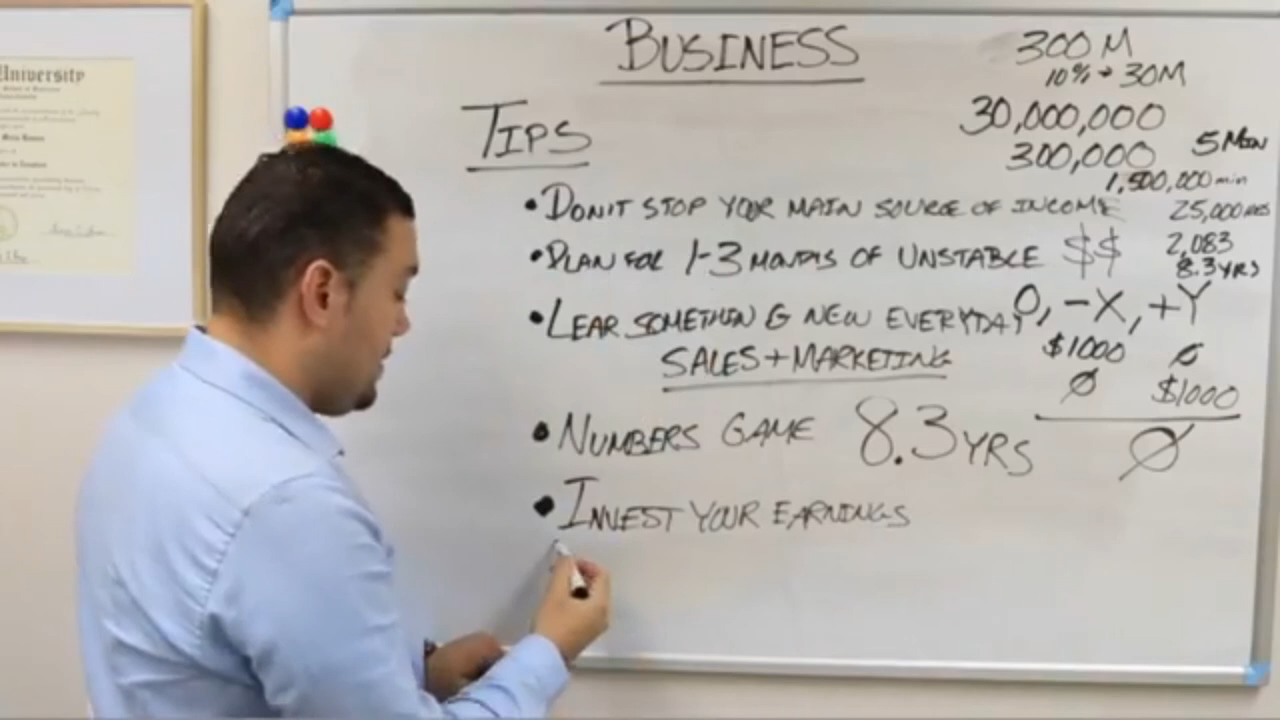 University
BUSINESS
300 M
10% → 30M
TIPS
30,000,000
300,000 5 MIN
1,500,000 min
• DON'T STOP YOUR MAIN SOURCE OF INCOME
25,000
• PLAN FOR 1-3 MONTHS OF UNSTABLE $$
2,083
8.3 YRS
• LEAR SOMETHING NEW EVERYDAY
0, -X, +Y
SALES + MARKETING
$1000 Ø
Ø $1000
• NUMBERS GAME 8.3 YRS
Ø
• INVEST YOUR EARNINGS